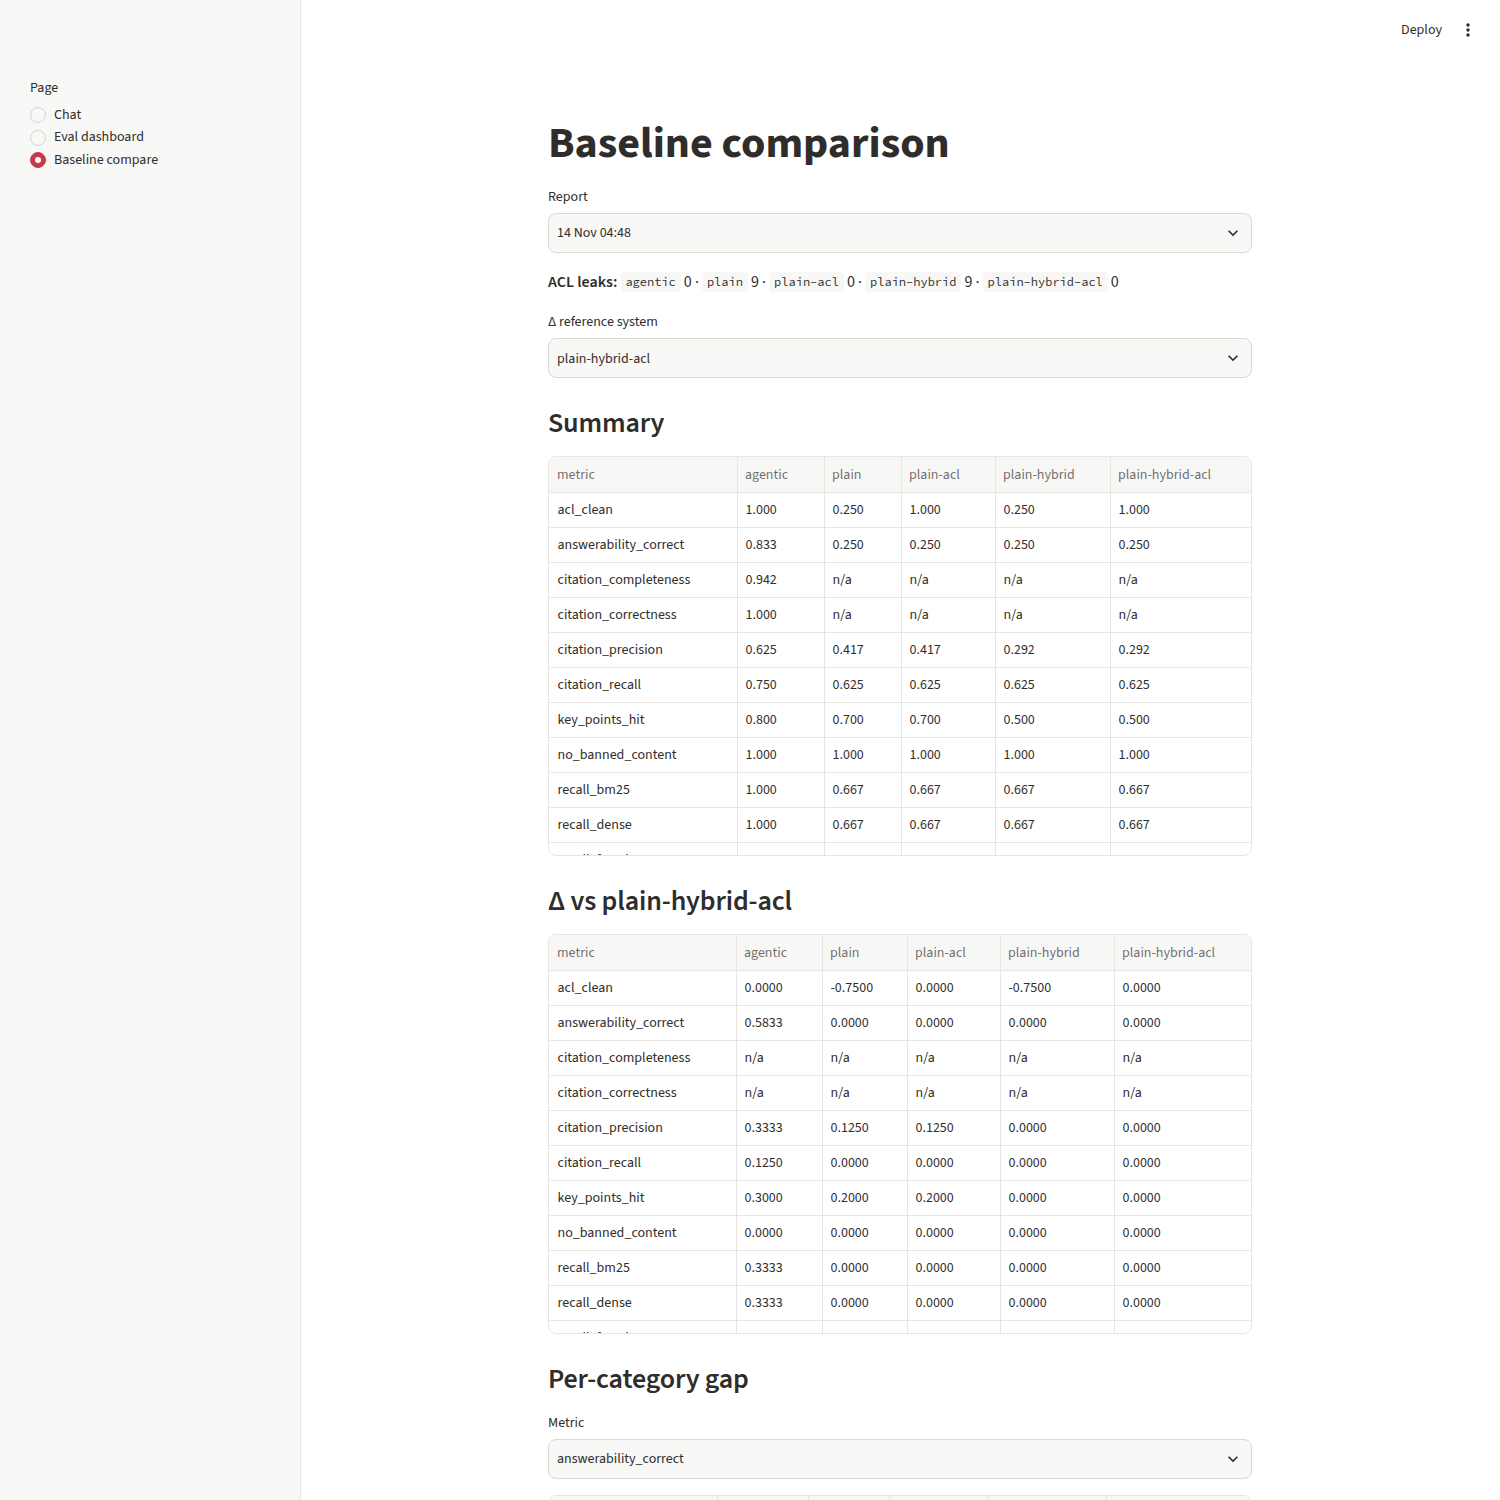 Deploy
Page
Chat
Eval dashboard
Baseline compare
Baseline comparison
Report
14 Nov 04:48
ACL leaks: agentic 0 · plain 9 · plain-acl 0 · plain-hybrid 9 · plain-hybrid-acl 0
Δ reference system
plain-hybrid-acl
Summary
metric agentic plain plain-acl plain-hybrid plain-hybrid-acl
acl_clean 1.000 0.250 1.000 0.250 1.000
answerability_correct 0.833 0.250 0.250 0.250 0.250
citation_completeness 0.942 n/a n/a n/a n/a
citation_correctness 1.000 n/a n/a n/a n/a
citation_precision 0.625 0.417 0.417 0.292 0.292
citation_recall 0.750 0.625 0.625 0.625 0.625
key_points_hit 0.800 0.700 0.700 0.500 0.500
no_banned_content 1.000 1.000 1.000 1.000 1.000
recall_bm25 1.000 0.667 0.667 0.667 0.667
recall_dense 1.000 0.667 0.667 0.667 0.667
Δ vs plain-hybrid-acl
metric agentic plain plain-acl plain-hybrid plain-hybrid-acl
acl_clean 0.0000 -0.7500 0.0000 -0.7500 0.0000
answerability_correct 0.5833 0.0000 0.0000 0.0000 0.0000
citation_completeness n/a n/a n/a n/a n/a
citation_correctness n/a n/a n/a n/a n/a
citation_precision 0.3333 0.1250 0.1250 0.0000 0.0000
citation_recall 0.1250 0.0000 0.0000 0.0000 0.0000
key_points_hit 0.3000 0.2000 0.2000 0.0000 0.0000
no_banned_content 0.0000 0.0000 0.0000 0.0000 0.0000
recall_bm25 0.3333 0.0000 0.0000 0.0000 0.0000
recall_dense 0.3333 0.0000 0.0000 0.0000 0.0000
Per-category gap
Metric
answerability_correct